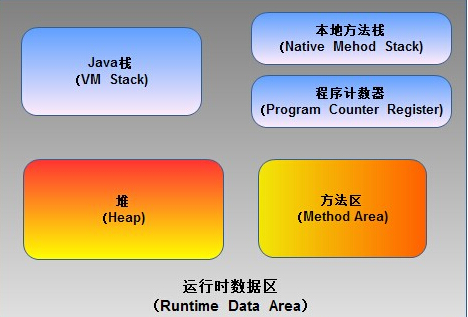 Java栈
(VM Stack)
本地方法栈
(Native Mehod Stack)
程序计数器
(Program Counter Register)
堆
(Heap)
方法区
(Method Area)
运行时数据区
（Runtime Data Area）